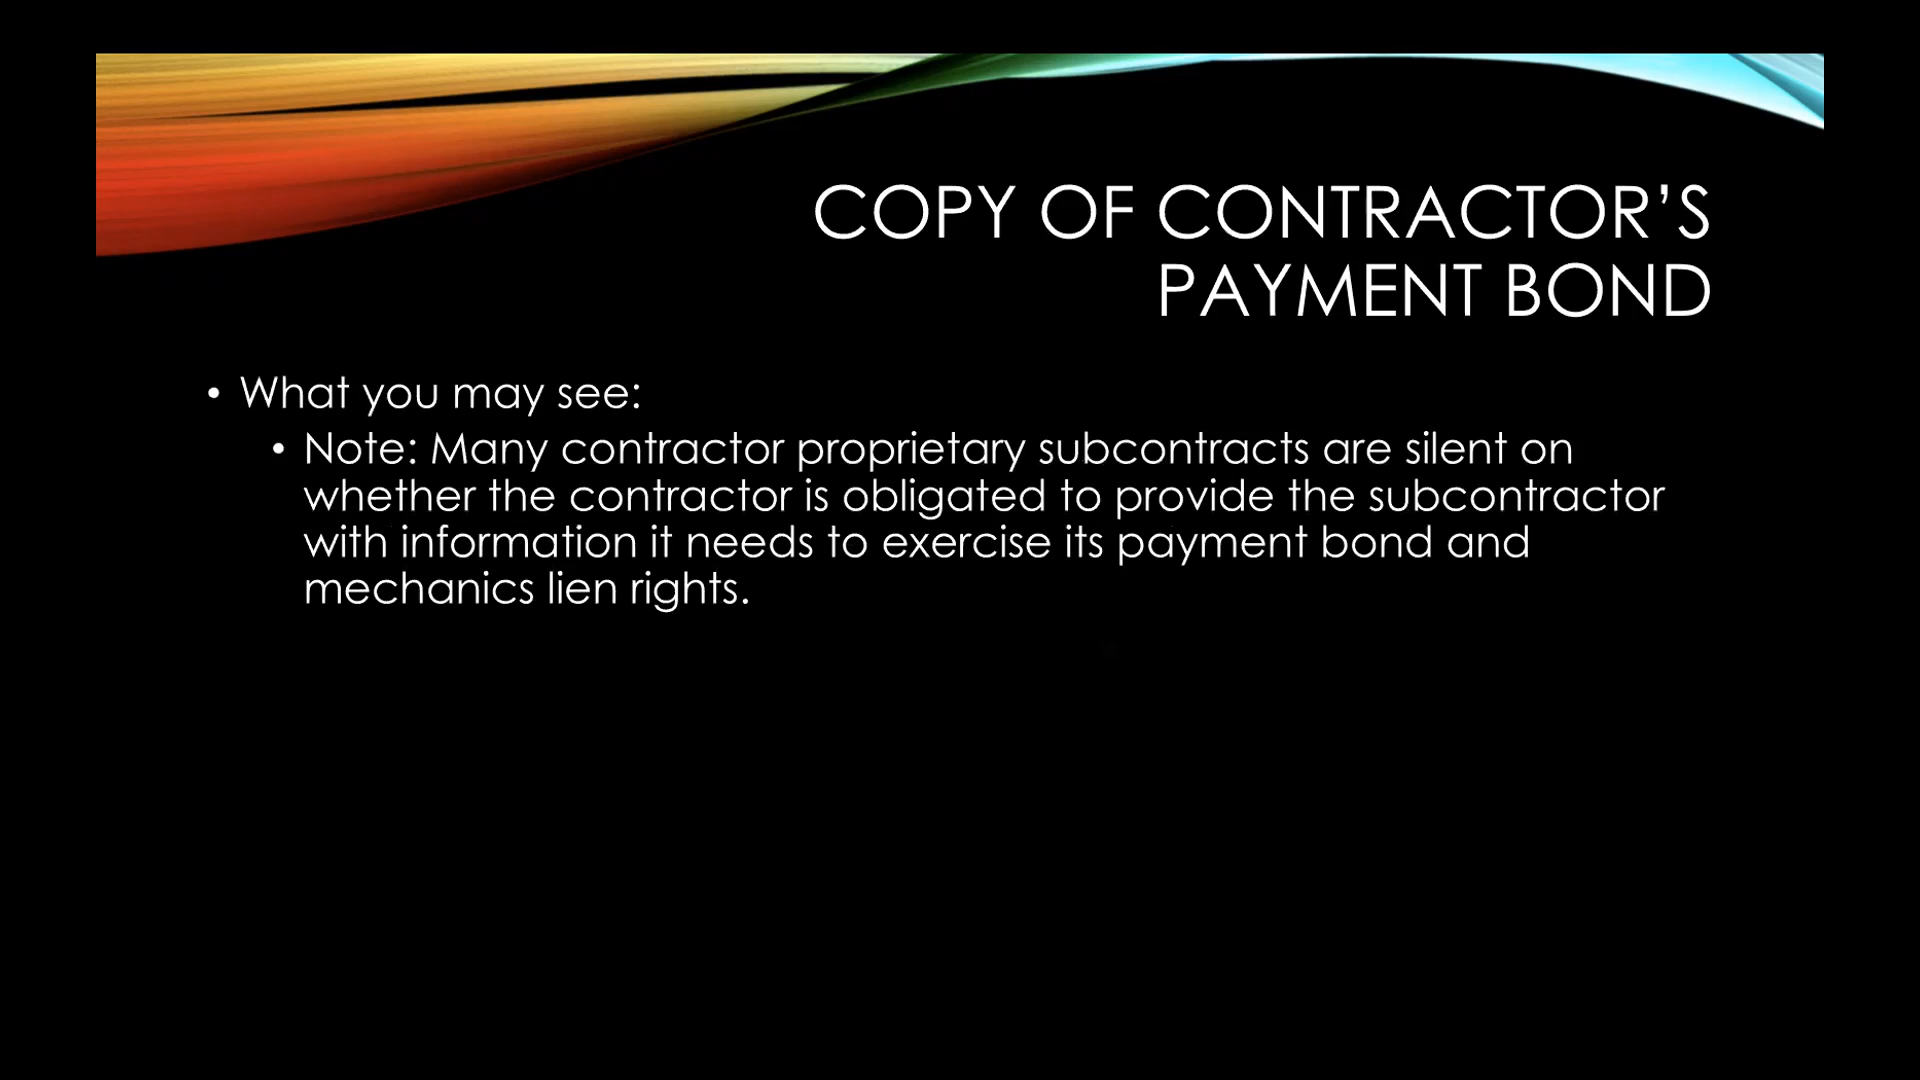 COPY OF CONTRACTOR’S
PAYMENT BOND
• What you may see:
• Note: Many contractor proprietary subcontracts are silent on
whether the contractor is obligated to provide the subcontractor
with information it needs to exercise its payment bond and
mechanics lien rights.